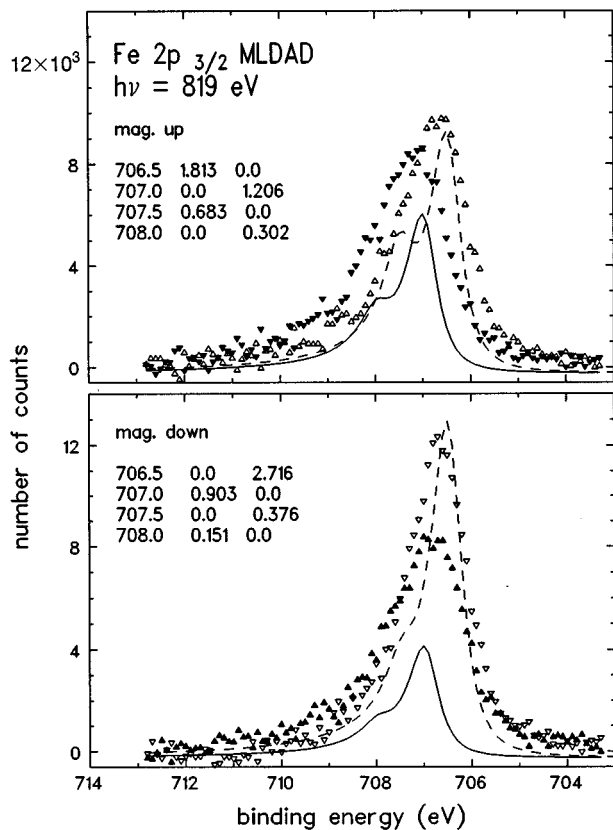 Fe 2p 3/2 MLDAD
hν = 819 eV
mag. up
706.5 1.813 0.0
707.0 0.0 1.206
707.5 0.683 0.0
708.0 0.0 0.302
12×10³
8
4
0
mag. down
706.5 0.0 2.716
707.0 0.903 0.0
707.5 0.0 0.376
708.0 0.151 0.0
12
8
4
0
number of counts
714 712 710 708 706 704
binding energy (eV)